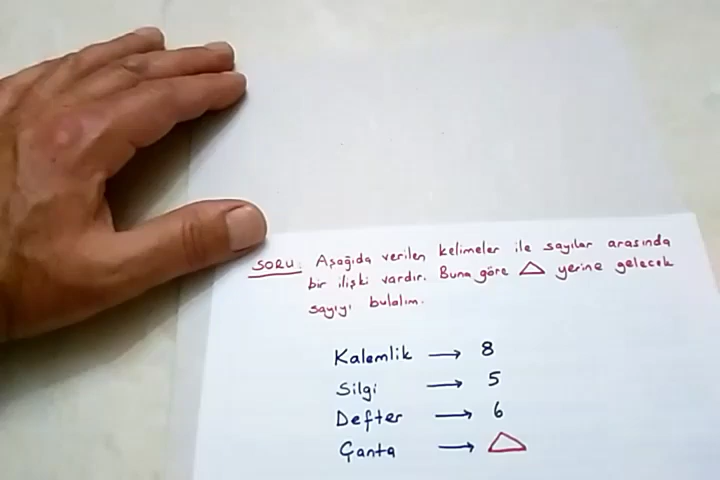 SORU: Aşağıda verilen kelimeler ile sayılar arasında
bir ilişki vardır. Buna göre △ yerine gelecek
sayıyı bulalım.
Kalemlik → 8
Silgi → 5
Defter → 6
Çanta → △